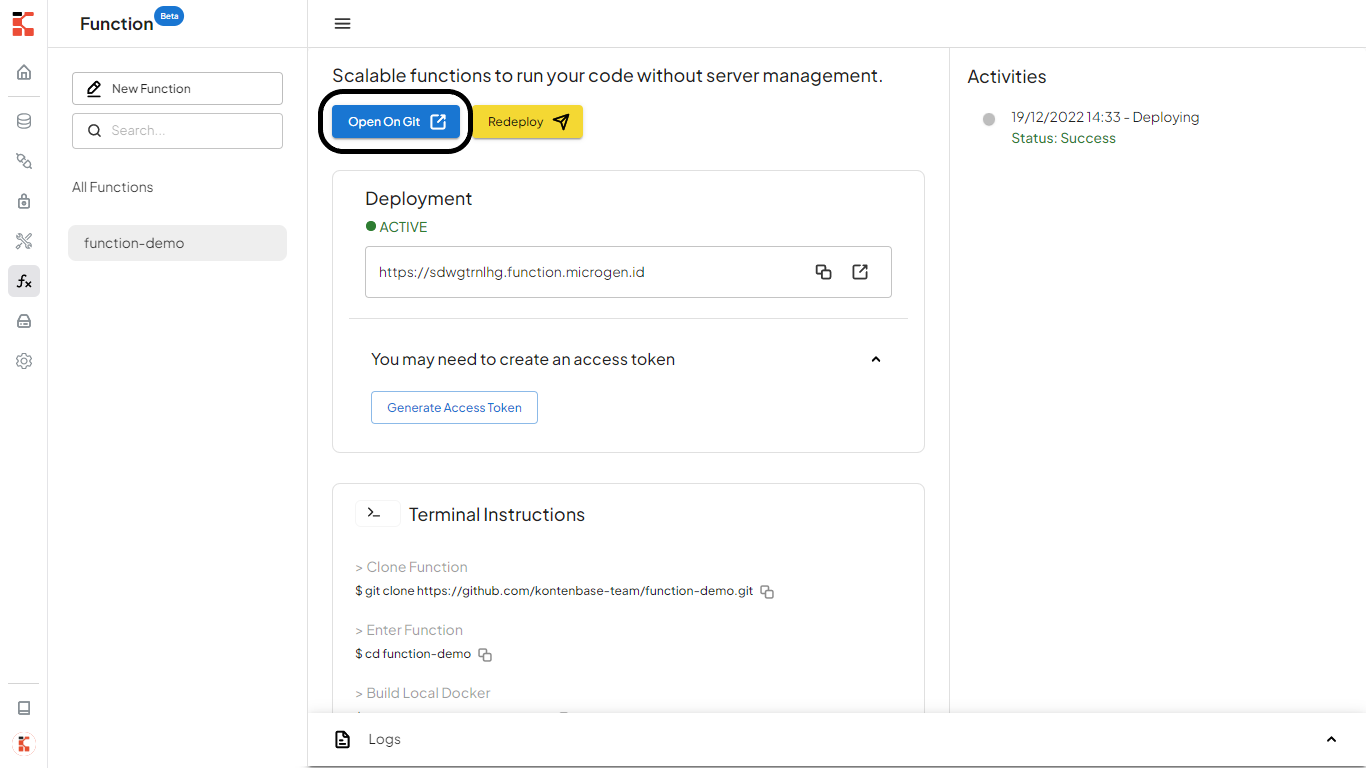 Function Beta
New Function
Search...
All Functions
function-demo
Scalable functions to run your code without server management.
Open On Git
Redeploy
Deployment
ACTIVE
https://sdwgtrnlhg.function.microgen.id
You may need to create an access token
Generate Access Token
>_ Terminal Instructions
> Clone Function
$ git clone https://github.com/kontenbase-team/function-demo.git
> Enter Function
$ cd function-demo
> Build Local Docker
Logs
Activities
19/12/2022 14:33 - Deploying
Status: Success